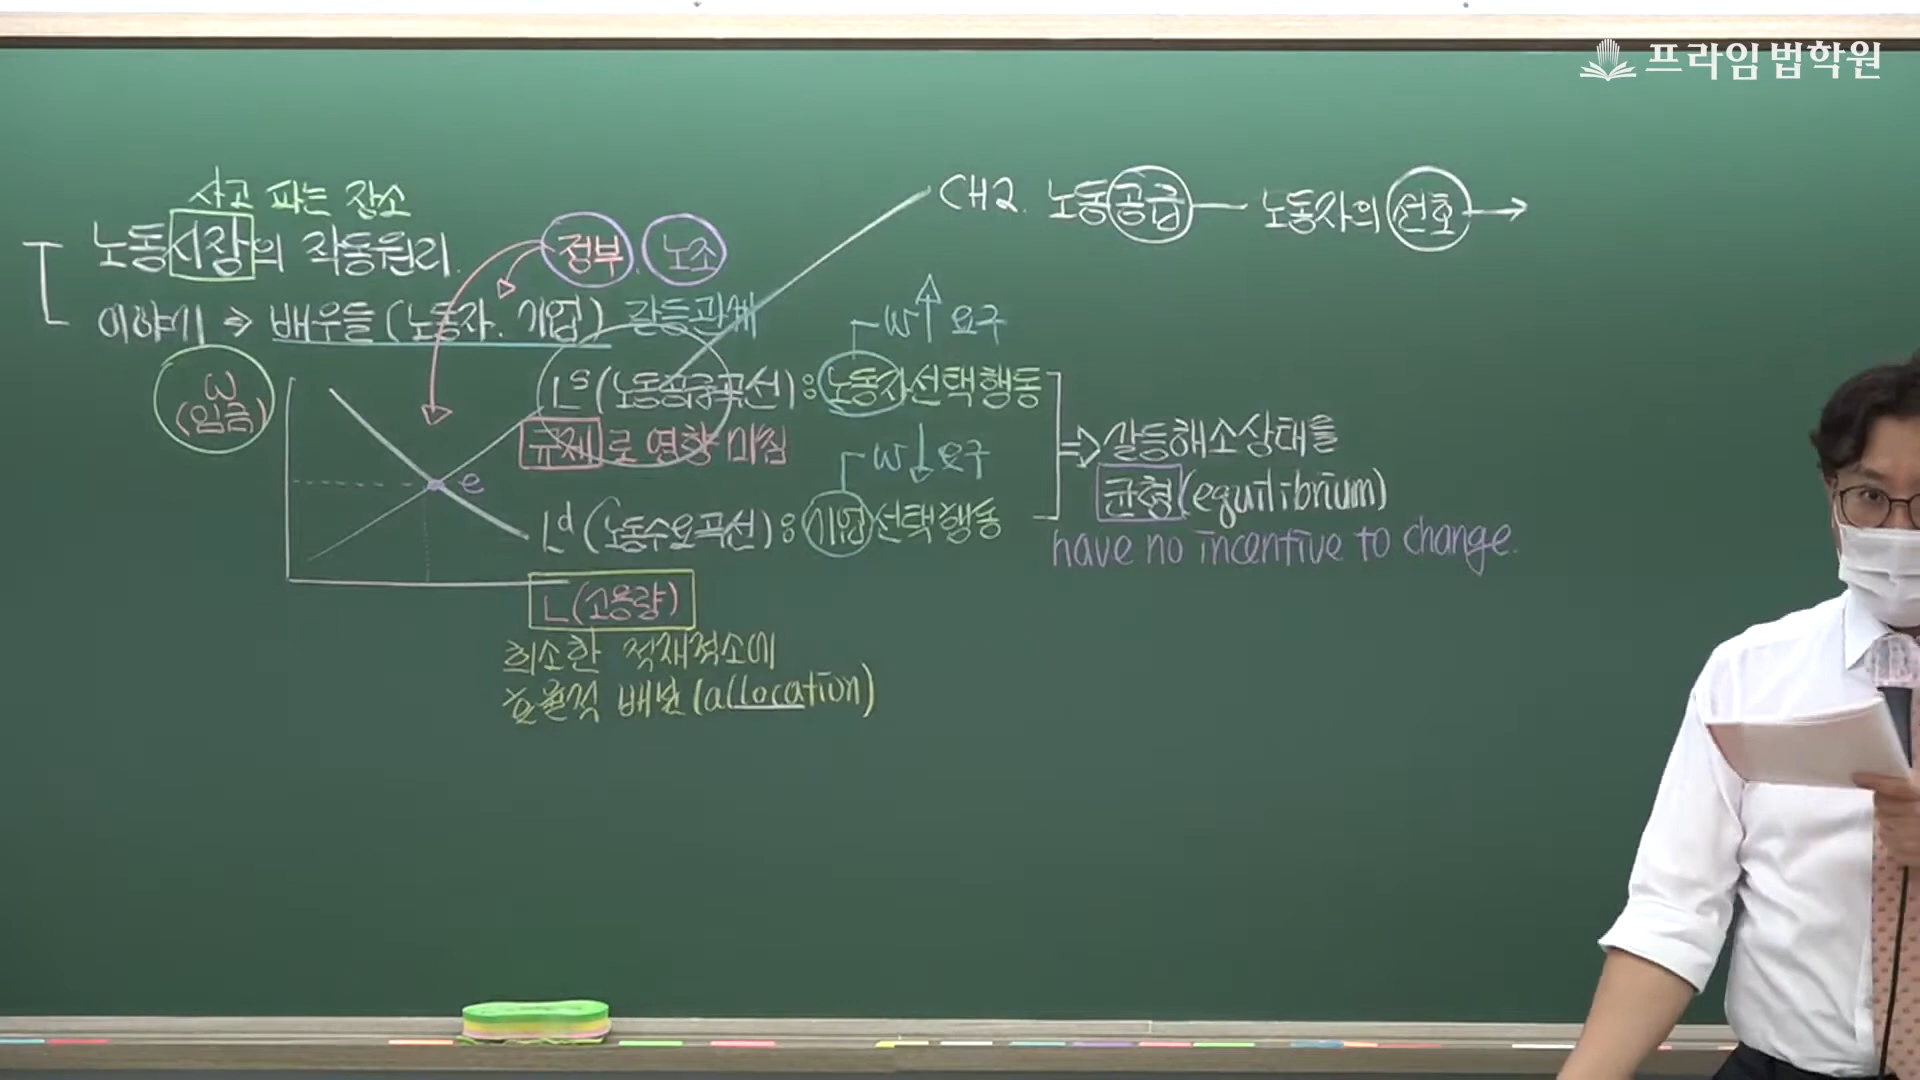 프라임법학원
사고 파는 장소
노동시장의 작동원리.
정부, 노조
이야기 ⇒ 배우들 (노동자, 기업) 갈등관계
CH2. 노동공급 — 노동자의 선호 →
w↑ 요구
w
(임금)
L^s (노동공급곡선) : 노동자 선택행동
규제로 영향 미침
w↓ 요구
e
L^d (노동수요곡선) : 기업 선택행동
⇒ 갈등해소상태를
균형(equilibrium)
have no incentive to change.
L(고용량)
희소한 적재적소에
효율적 배분 (allocation)